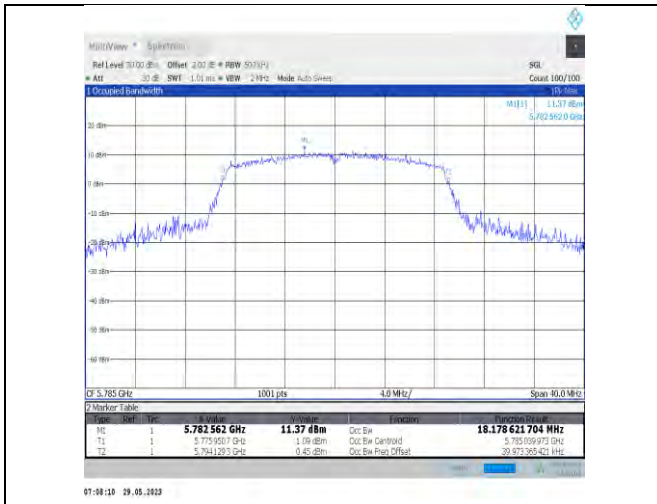 MultiView Spectrum
Ref Level 30.00 dBm Offset 2.00 dB RBW 500 kHz SGL
Att 30 dB SWT 1.01 ms VBW 2 MHz Mode Auto Sweep Count 100/100
1 Occupied Bandwidth
M1[1] 11.37 dBm
5.782 562 0 GHz
20 dBm
10 dBm
M1
0 dBm
-10 dBm
-20 dBm
-30 dBm
-40 dBm
-50 dBm
-60 dBm
CF 5.785 GHz 1001 pts 4.0 MHz/ Span 40.0 MHz
2 Marker Table
Type Ref Trc X-Value Y-Value Function Function Result
M1 1 5.782 562 GHz 11.37 dBm Occ Bw 18.178 621 704 MHz
T1 1 5.775 950 7 GHz 1.09 dBm Occ Bw Centroid 5.785 039 973 GHz
T2 1 5.794 129 3 GHz 0.45 dBm Occ Bw Freq Offset 39.973 365 421 kHz
07:08:10 29.05.2023